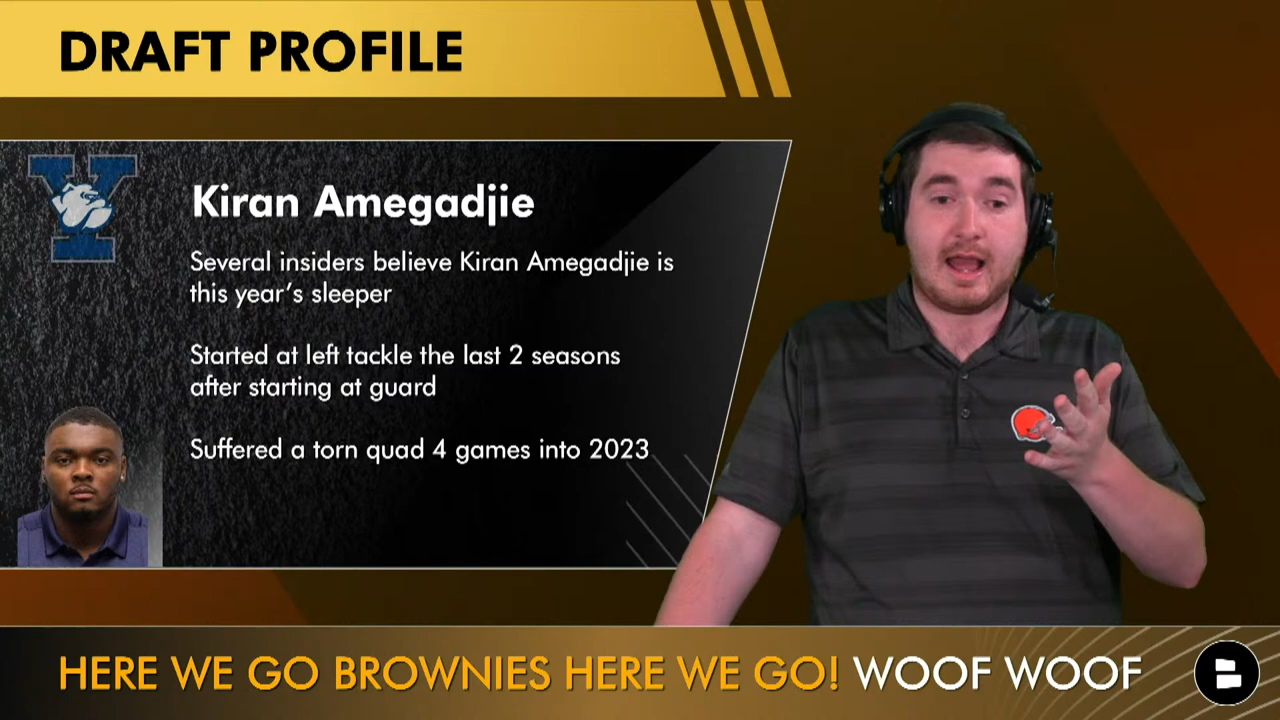 DRAFT PROFILE
Y
Kiran Amegadjie
Several insiders believe Kiran Amegadjie is
this year's sleeper
Started at left tackle the last 2 seasons
after starting at guard
Suffered a torn quad 4 games into 2023
HERE WE GO BROWNIES HERE WE GO! WOOF WOOF